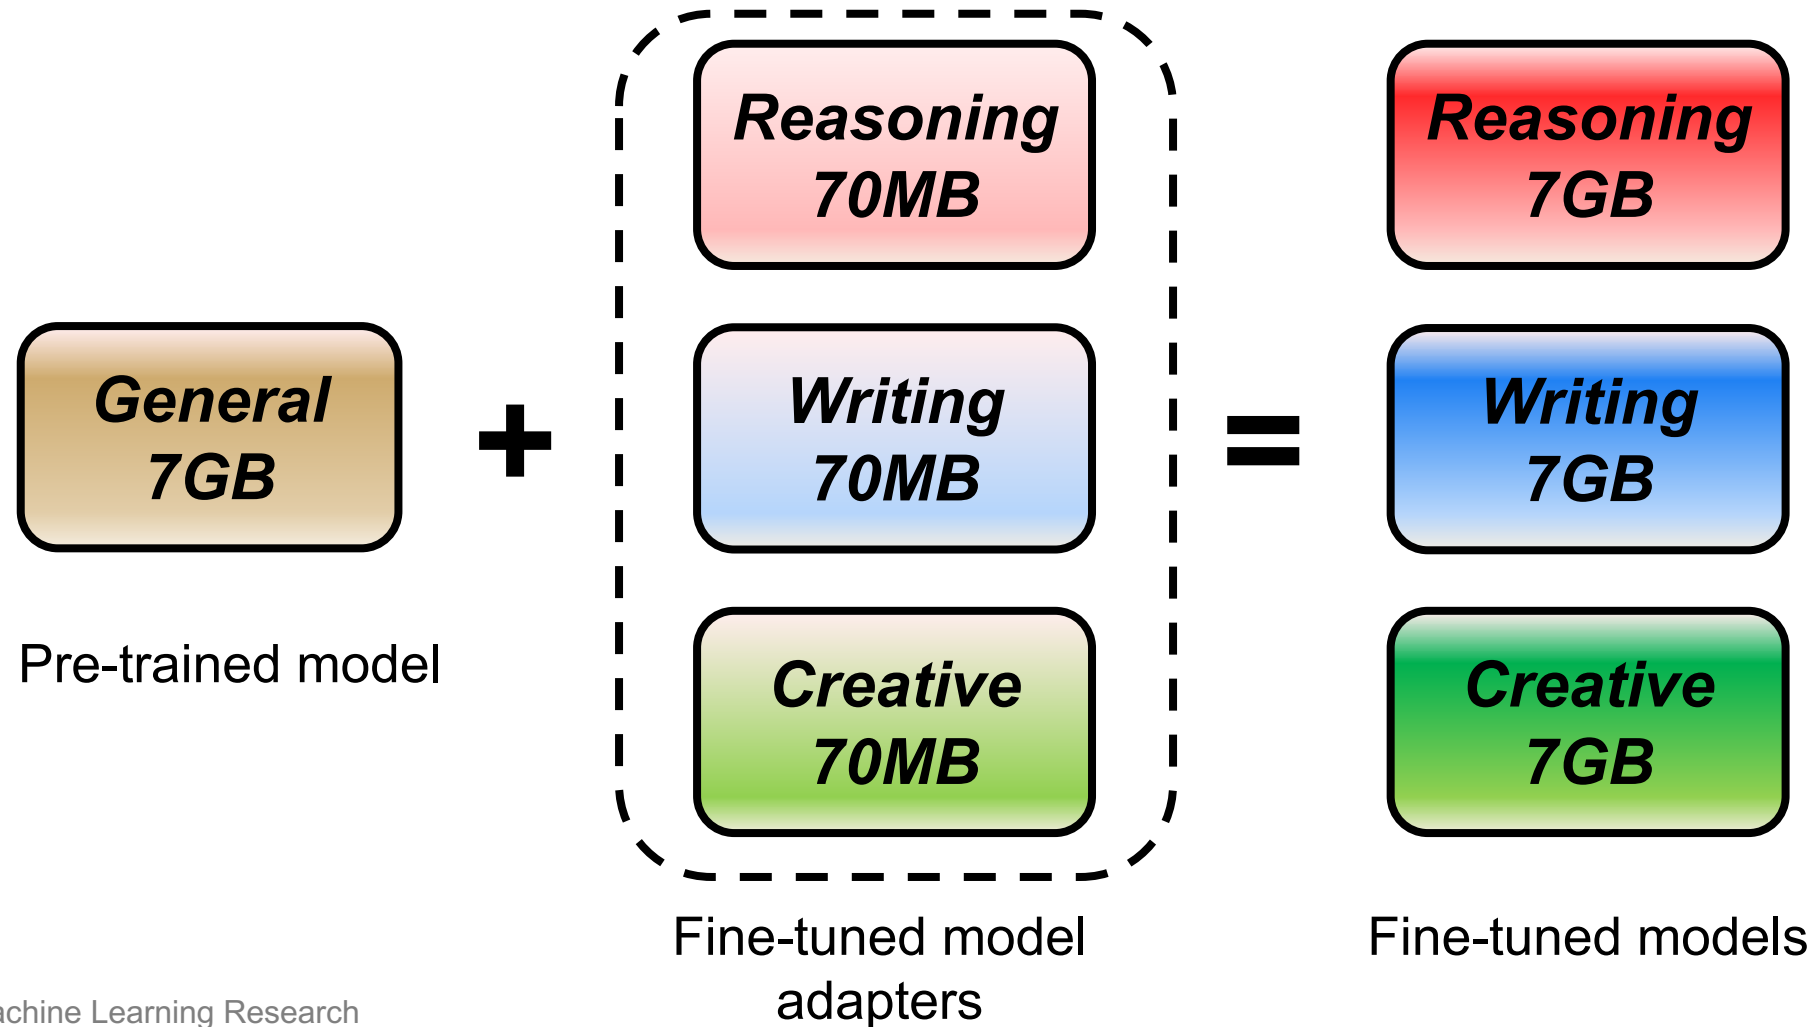 General
7GB
Pre-trained model
+
Reasoning
70MB
Writing
70MB
Creative
70MB
Fine-tuned model
adapters
=
Reasoning
7GB
Writing
7GB
Creative
7GB
Fine-tuned models
Learning Research